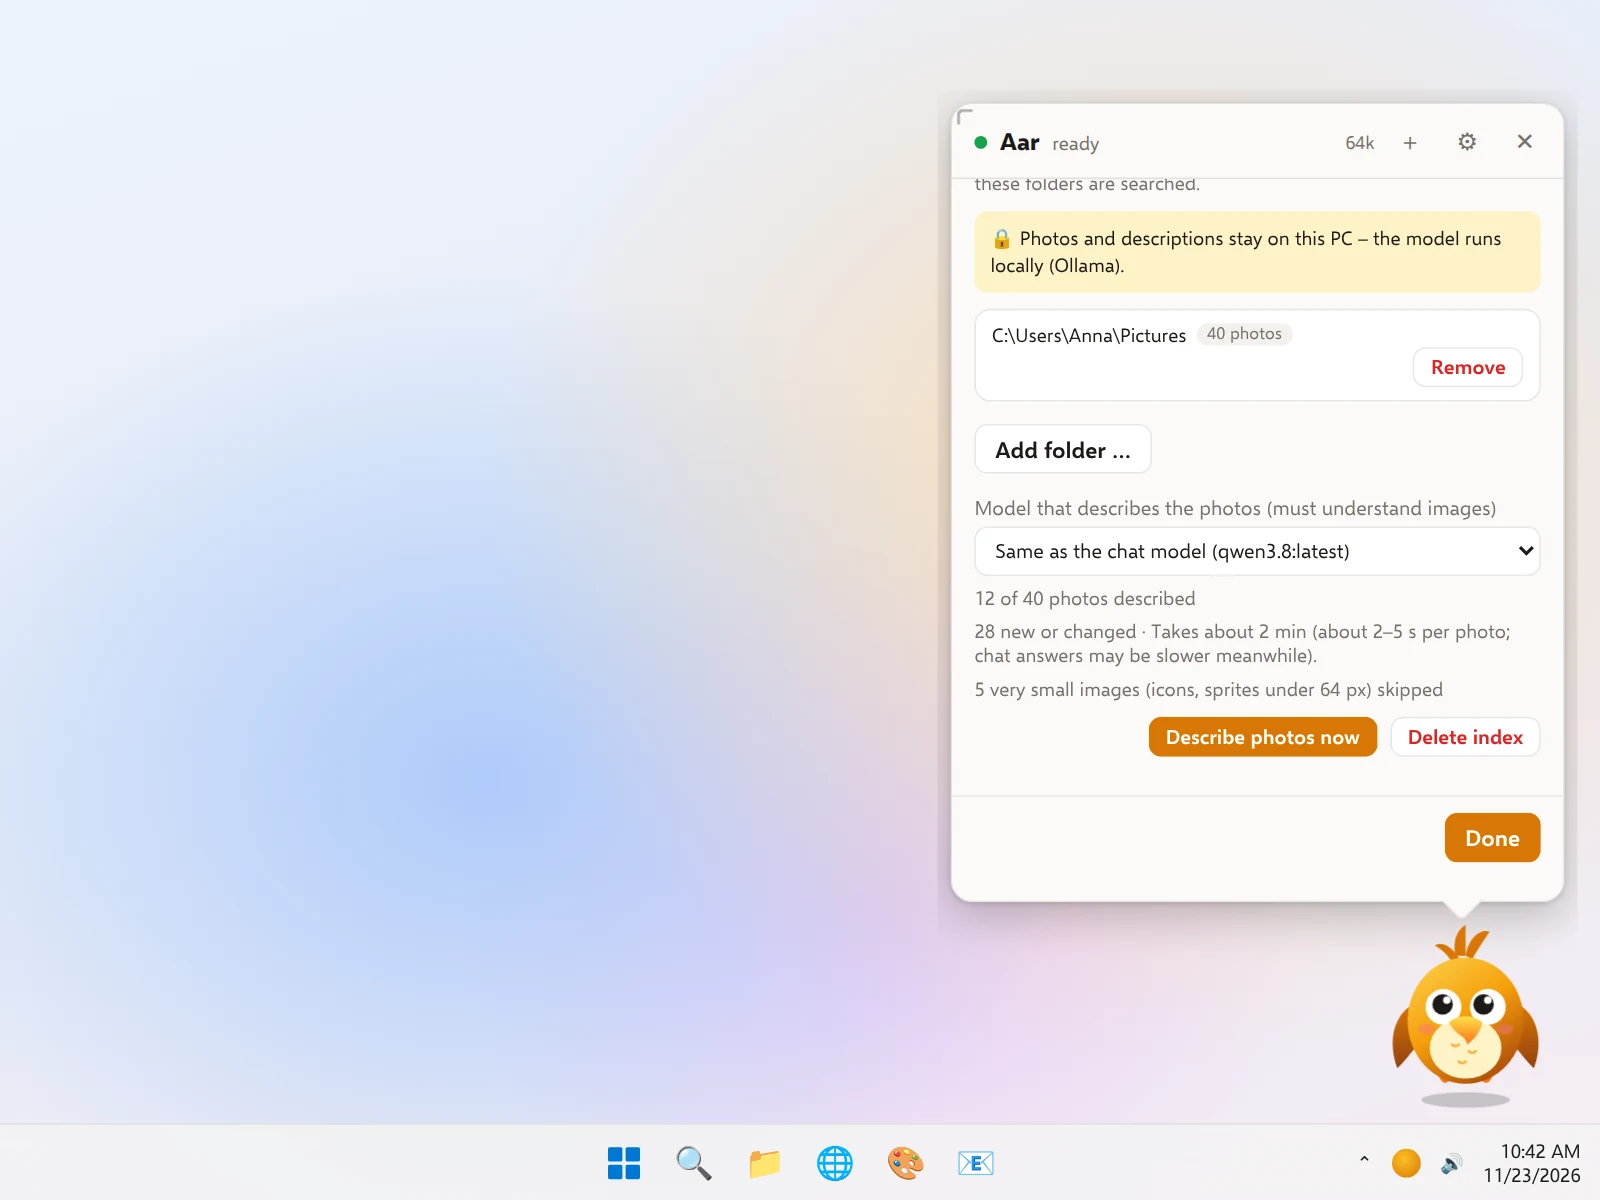 Aar ready 64k + ⚙ ✕
these folders are searched.
🔒 Photos and descriptions stay on this PC – the model runs
locally (Ollama).
C:\Users\Anna\Pictures 40 photos
Remove
Add folder ...
Model that describes the photos (must understand images)
Same as the chat model (qwen3.8:latest)
12 of 40 photos described
28 new or changed · Takes about 2 min (about 2–5 s per photo;
chat answers may be slower meanwhile).
5 very small images (icons, sprites under 64 px) skipped
Describe photos now Delete index
Done
10:42 AM
11/23/2026